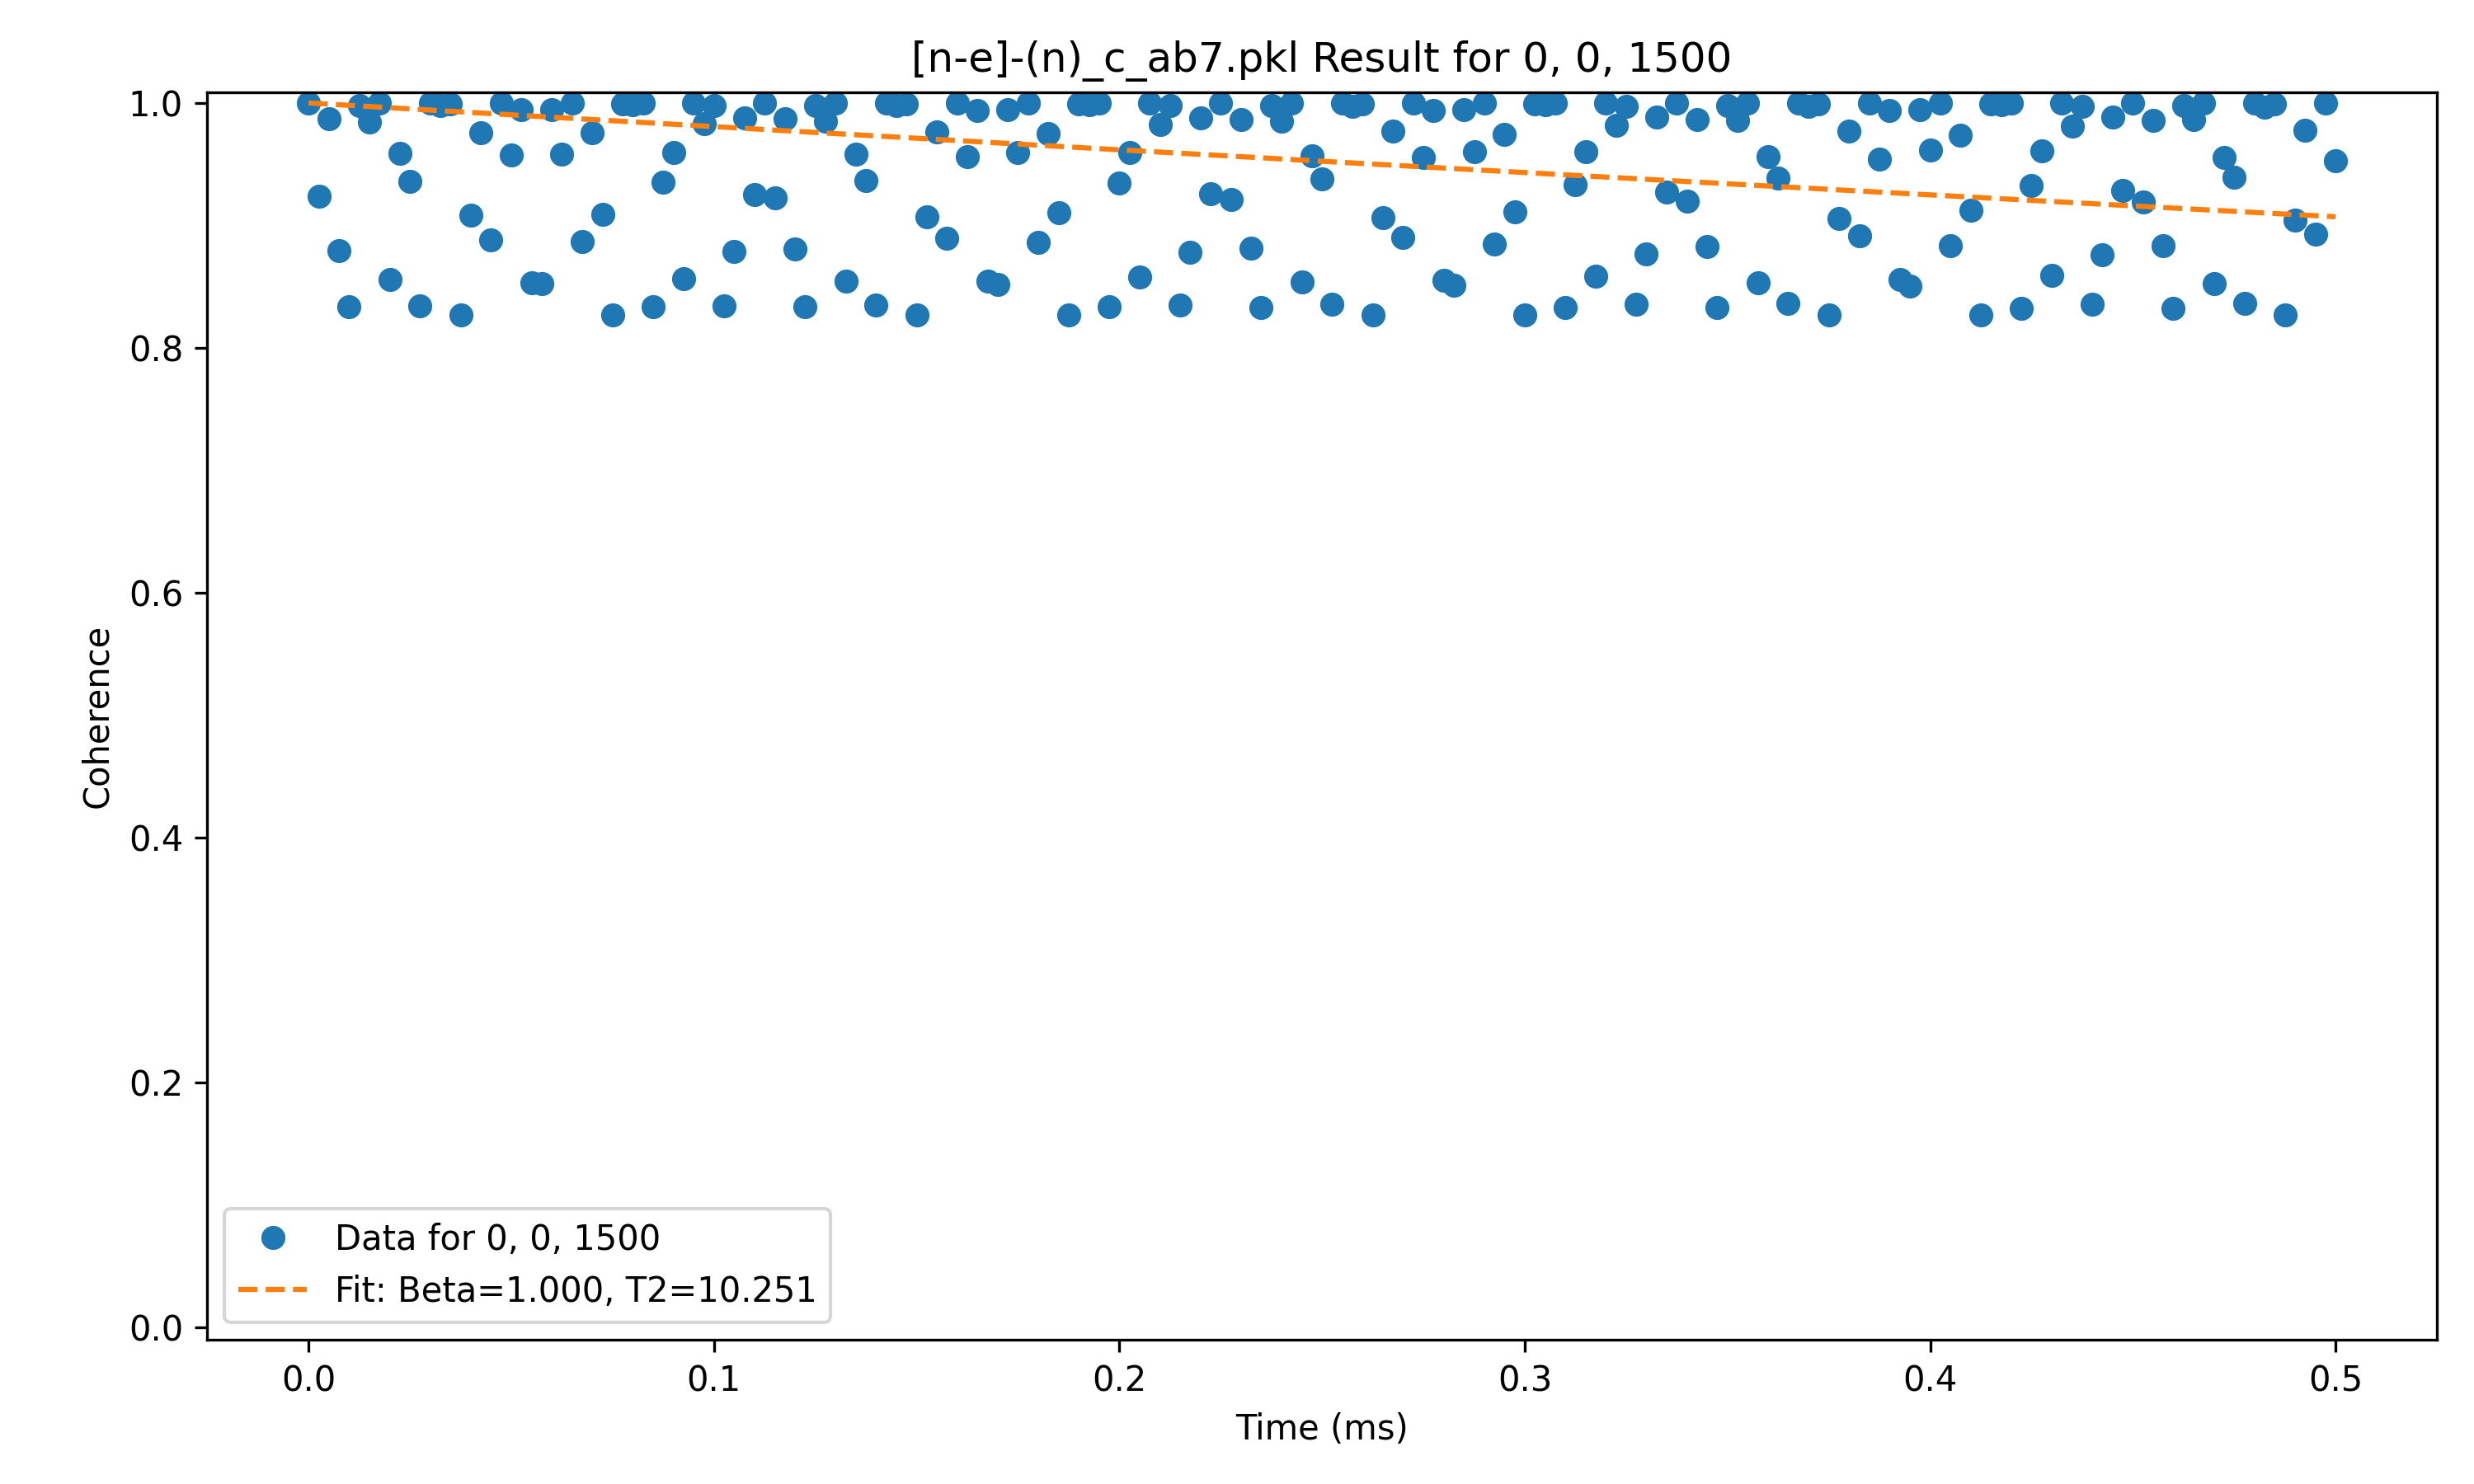 [n-e]-(n)_c_ab7.pkl Result for 0, 0, 1500
1.0
0.8
0.6
0.4
0.2
0.0
Coherence
Data for 0, 0, 1500
Fit: Beta=1.000, T2=10.251
0.0 0.1 0.2 0.3 0.4 0.5
Time (ms)